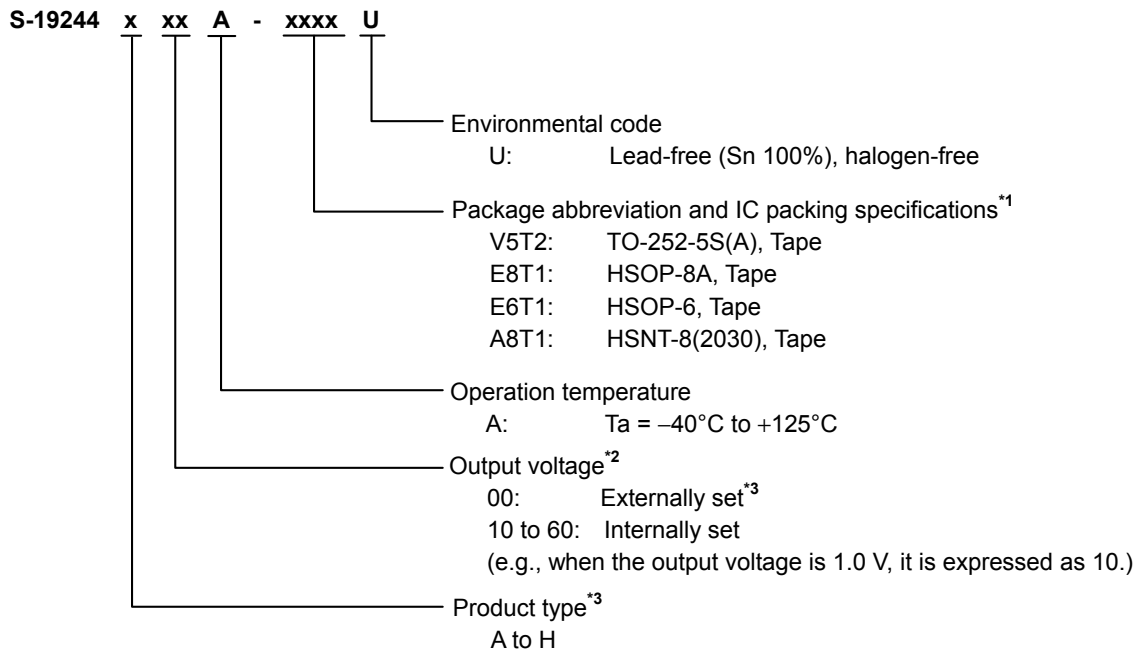 S-19244 x xx A - xxxx U
Environmental code
U: Lead-free (Sn 100%), halogen-free
Package abbreviation and IC packing specifications*1
V5T2: TO-252-5S(A), Tape
E8T1: HSOP-8A, Tape
E6T1: HSOP-6, Tape
A8T1: HSNT-8(2030), Tape
Operation temperature
A: Ta = −40°C to +125°C
Output voltage*2
00: Externally set*3
10 to 60: Internally set
(e.g., when the output voltage is 1.0 V, it is expressed as 10.)
Product type*3
A to H